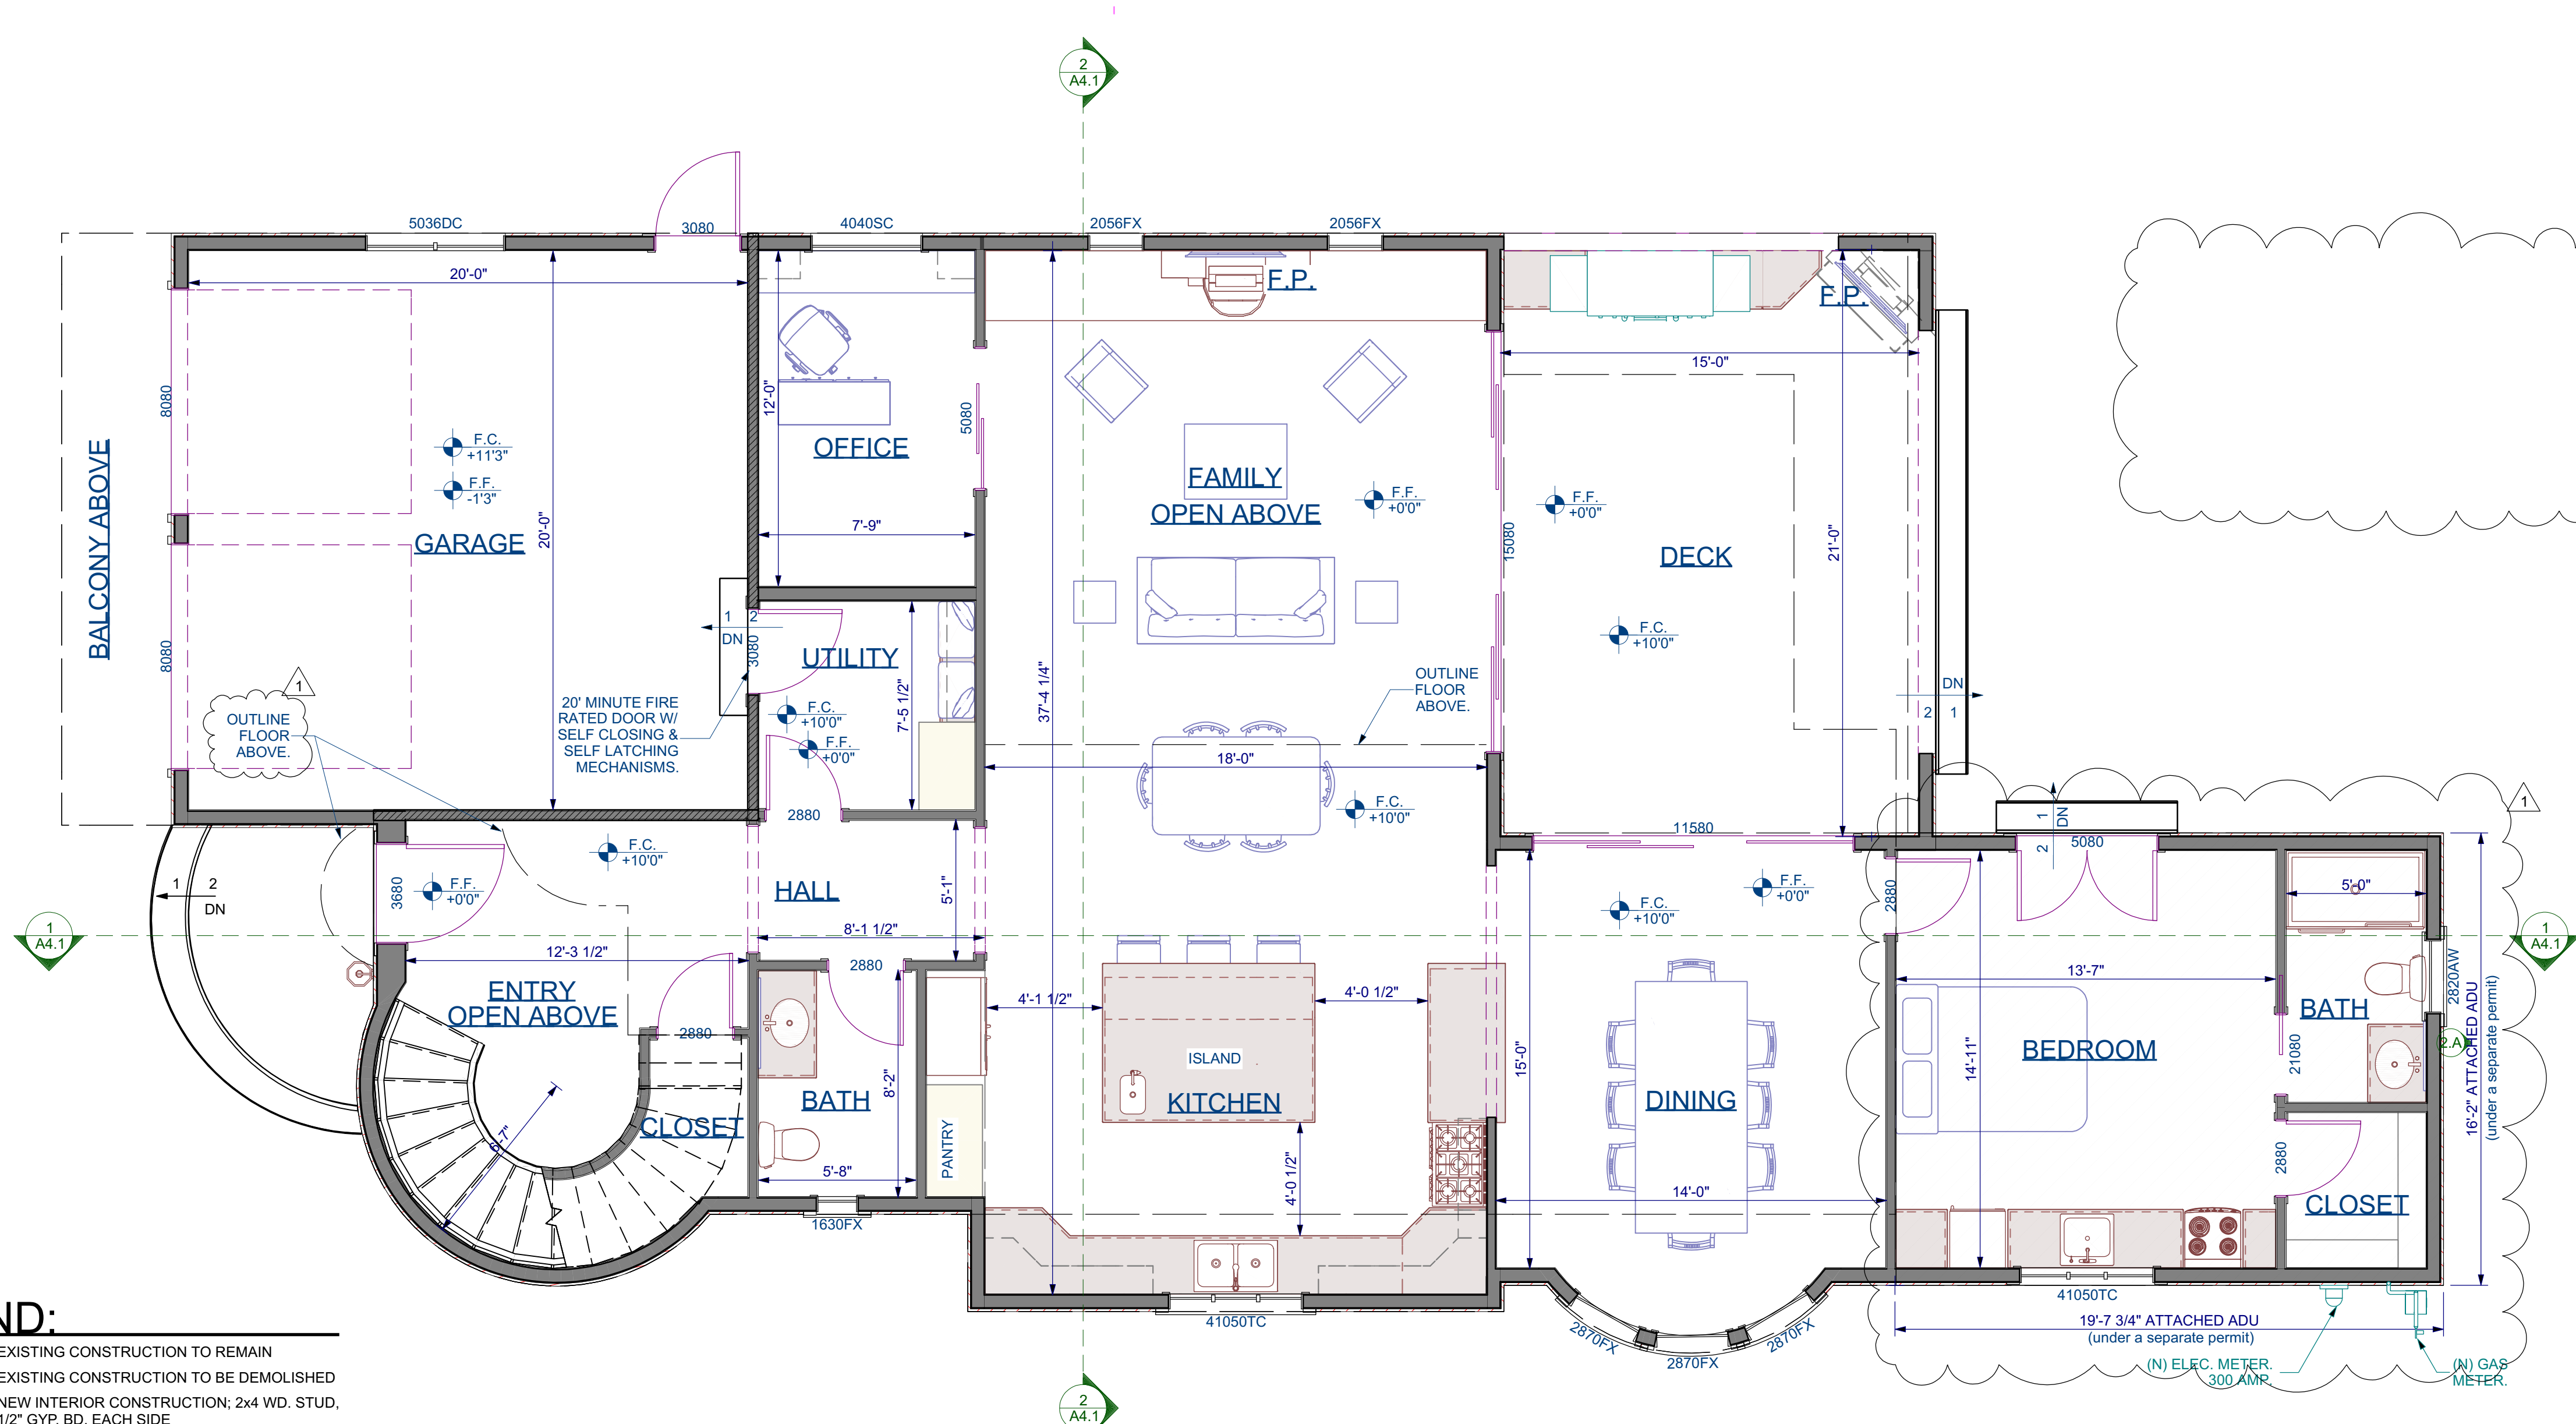 2
A4.1
5036DC
3080
4040SC
2056FX
2056FX
20'-0"
F.P.
F.P.
15'-0"
8080
12'-0"
5080
BALCONY ABOVE
F.C.
+11'3"
F.F.
-1'3"
GARAGE
20'-0"
OFFICE
7'-9"
FAMILY
OPEN ABOVE
F.F.
+0'0"
15080
F.F.
+0'0"
DECK
21'-0"
F.C.
+10'0"
8080
1
OUTLINE
FLOOR
ABOVE.
1 2
DN
3080
UTILITY
20' MINUTE FIRE
RATED DOOR W/
SELF CLOSING &
SELF LATCHING
MECHANISMS.
F.C.
+10'0"
F.F.
+0'0"
7'-5 1/2"
37'-4 1/4"
OUTLINE
FLOOR
ABOVE.
18'-0"
DN
2 1
F.C.
+10'0"
2880
11580
1
2 1
DN
5080
F.C.
+10'0"
3680
F.F.
+0'0"
1 2
DN
HALL
5'-1"
8'-1 1/2"
12'-3 1/2"
2880
F.C.
+10'0"
F.F.
+0'0"
2880
5'-0"
1
A4.1
1
A4.1
ENTRY
OPEN ABOVE
2880
4'-1 1/2"
4'-0 1/2"
13'-7"
2820AW
BATH
ISLAND
KITCHEN
15'-0"
14'-11"
BEDROOM
21080
16'-2" ATTACHED ADU
(under a separate permit)
8'-2"
BATH
CLOSET
6'-7"
PANTRY
5'-8"
4'-0 1/2"
DINING
14'-0"
2880
CLOSET
1630FX
41050TC
2870FX
2870FX
2870FX
41050TC
19'-7 3/4" ATTACHED ADU
(under a separate permit)
(N) ELEC. METER.
300 AMP.
(N) GAS
METER.
2
A4.1
ND:
EXISTING CONSTRUCTION TO REMAIN
EXISTING CONSTRUCTION TO BE DEMOLISHED
NEW INTERIOR CONSTRUCTION; 2x4 WD. STUD,
1/2" GYP. BD. EACH SIDE